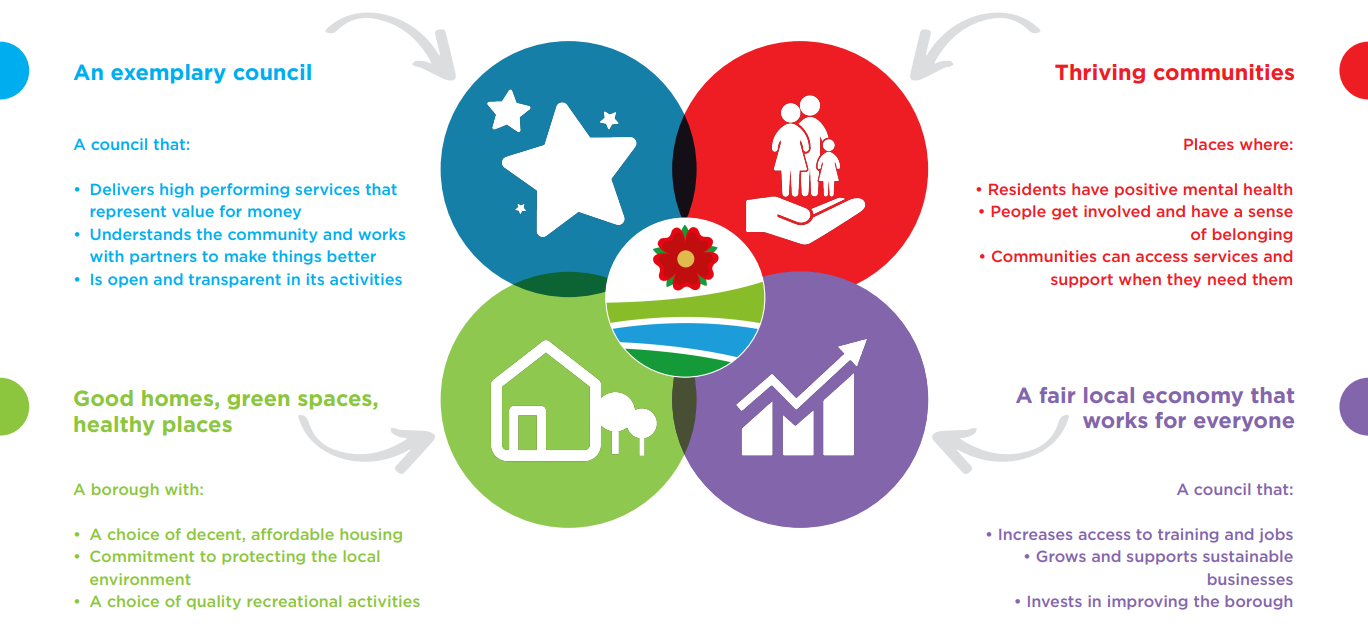 An exemplary council
A council that:
• Delivers high performing services that
represent value for money
• Understands the community and works
with partners to make things better
• Is open and transparent in its activities
Thriving communities
Places where:
• Residents have positive mental health
• People get involved and have a sense
of belonging
• Communities can access services and
support when they need them
Good homes, green spaces,
healthy places
A borough with:
• A choice of decent, affordable housing
• Commitment to protecting the local
environment
• A choice of quality recreational activities
A fair local economy that
works for everyone
A council that:
• Increases access to training and jobs
• Grows and supports sustainable
businesses
• Invests in improving the borough